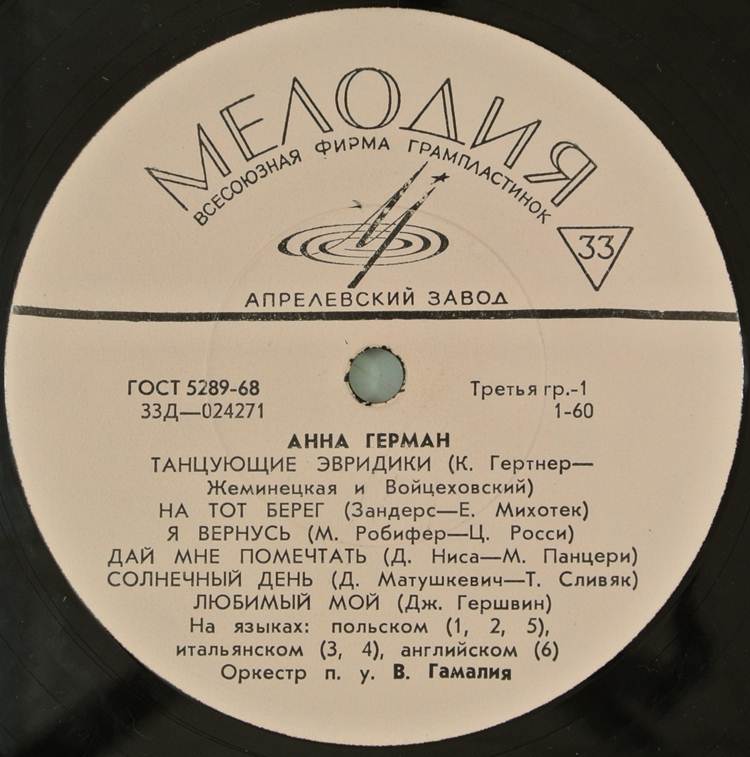 МЕЛОДИЯ
ВСЕСОЮЗНАЯ ФИРМА ГРАМПЛАСТИНОК
33
АПРЕЛЕВСКИЙ ЗАВОД
ГОСТ 5289-68 Третья гр.-1
33Д—024271 1-60
АННА ГЕРМАН
ТАНЦУЮЩИЕ ЭВРИДИКИ (К. Гертнер—
Жеминецкая и Войцеховский)
НА ТОТ БЕРЕГ (Зандерс—Е. Михотек)
Я ВЕРНУСЬ (М. Робифер—Ц. Росси)
ДАЙ МНЕ ПОМЕЧТАТЬ (Д. Ниса—М. Панцери)
СОЛНЕЧНЫЙ ДЕНЬ (Д. Матушкевич—Т. Сливяк)
ЛЮБИМЫЙ МОЙ (Дж. Гершвин)
На языках: польском (1, 2, 5),
итальянском (3, 4), английском (6)
Оркестр п. у. В. Гамалия